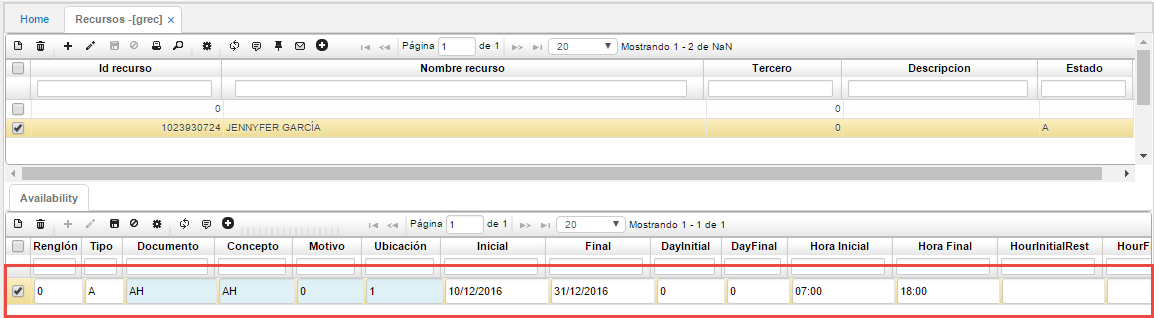 Home Recursos -[grec] ×
Página 1 de 1 20 Mostrando 1 - 2 de NaN
Id recurso Nombre recurso Tercero Descripcion Estado
0 0
1023930724 JENNYFER GARCÍA 0 A
Availability
Página 1 de 1 20 Mostrando 1 - 1 de 1
Renglón Tipo Documento Concepto Motivo Ubicación Inicial Final DayInitial DayFinal Hora Inicial Hora Final HourInitialRest HourFi
0 A AH AH 0 1 10/12/2016 31/12/2016 0 0 07:00 18:00